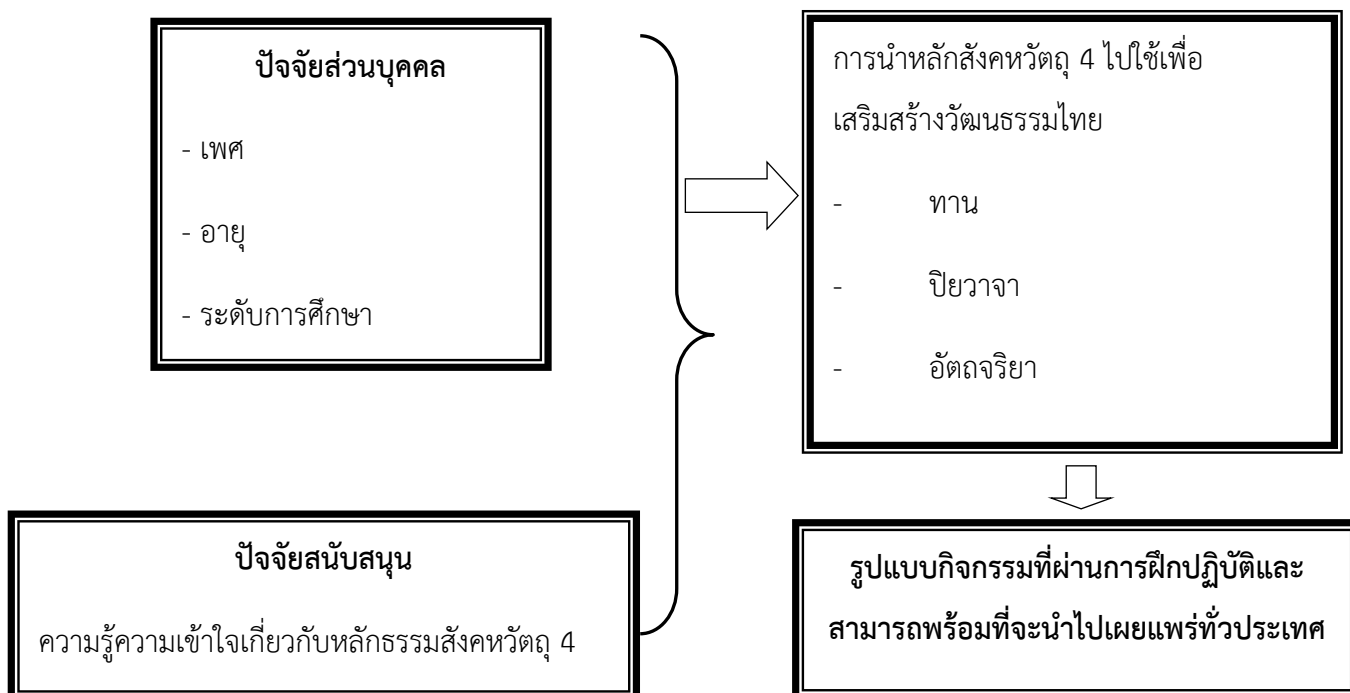 ปัจจัยส่วนบุคคล
- เพศ
- อายุ
- ระดับการศึกษา
ปัจจัยสนับสนุน
ความรู้ความเข้าใจเกี่ยวกับหลักธรรมสังคหวัตถุ 4
การนำหลักสังคหวัตถุ 4 ไปใช้เพื่อ
เสริมสร้างวัฒนธรรมไทย
- ทาน
- ปิยวาจา
- อัตถจริยา
รูปแบบกิจกรรมที่ผ่านการฝึกปฏิบัติและ
สามารถพร้อมที่จะนำไปเผยแพร่ทั่วประเทศ